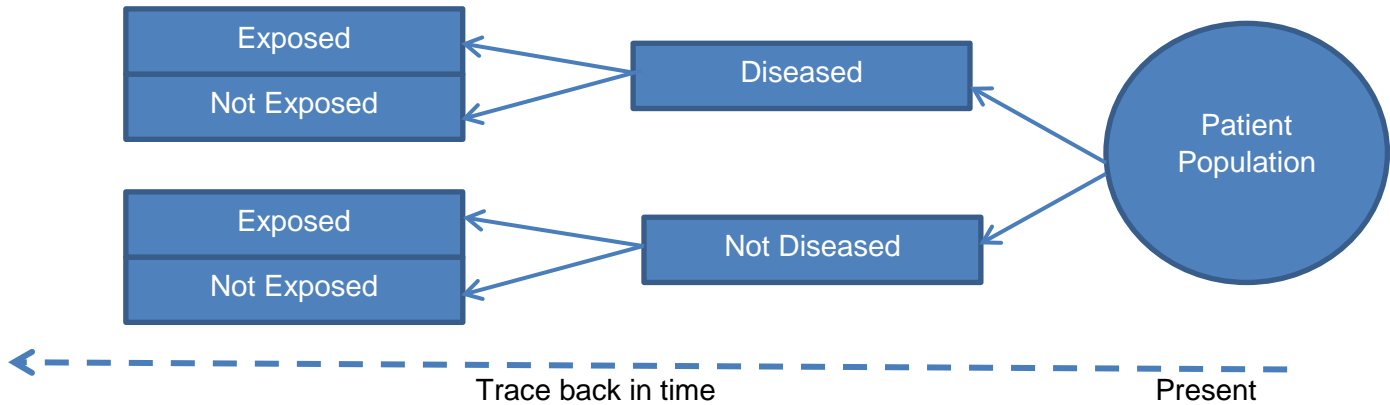 Exposed
Not Exposed
Diseased
Patient
Population
Exposed
Not Exposed
Not Diseased
Trace back in time
Present